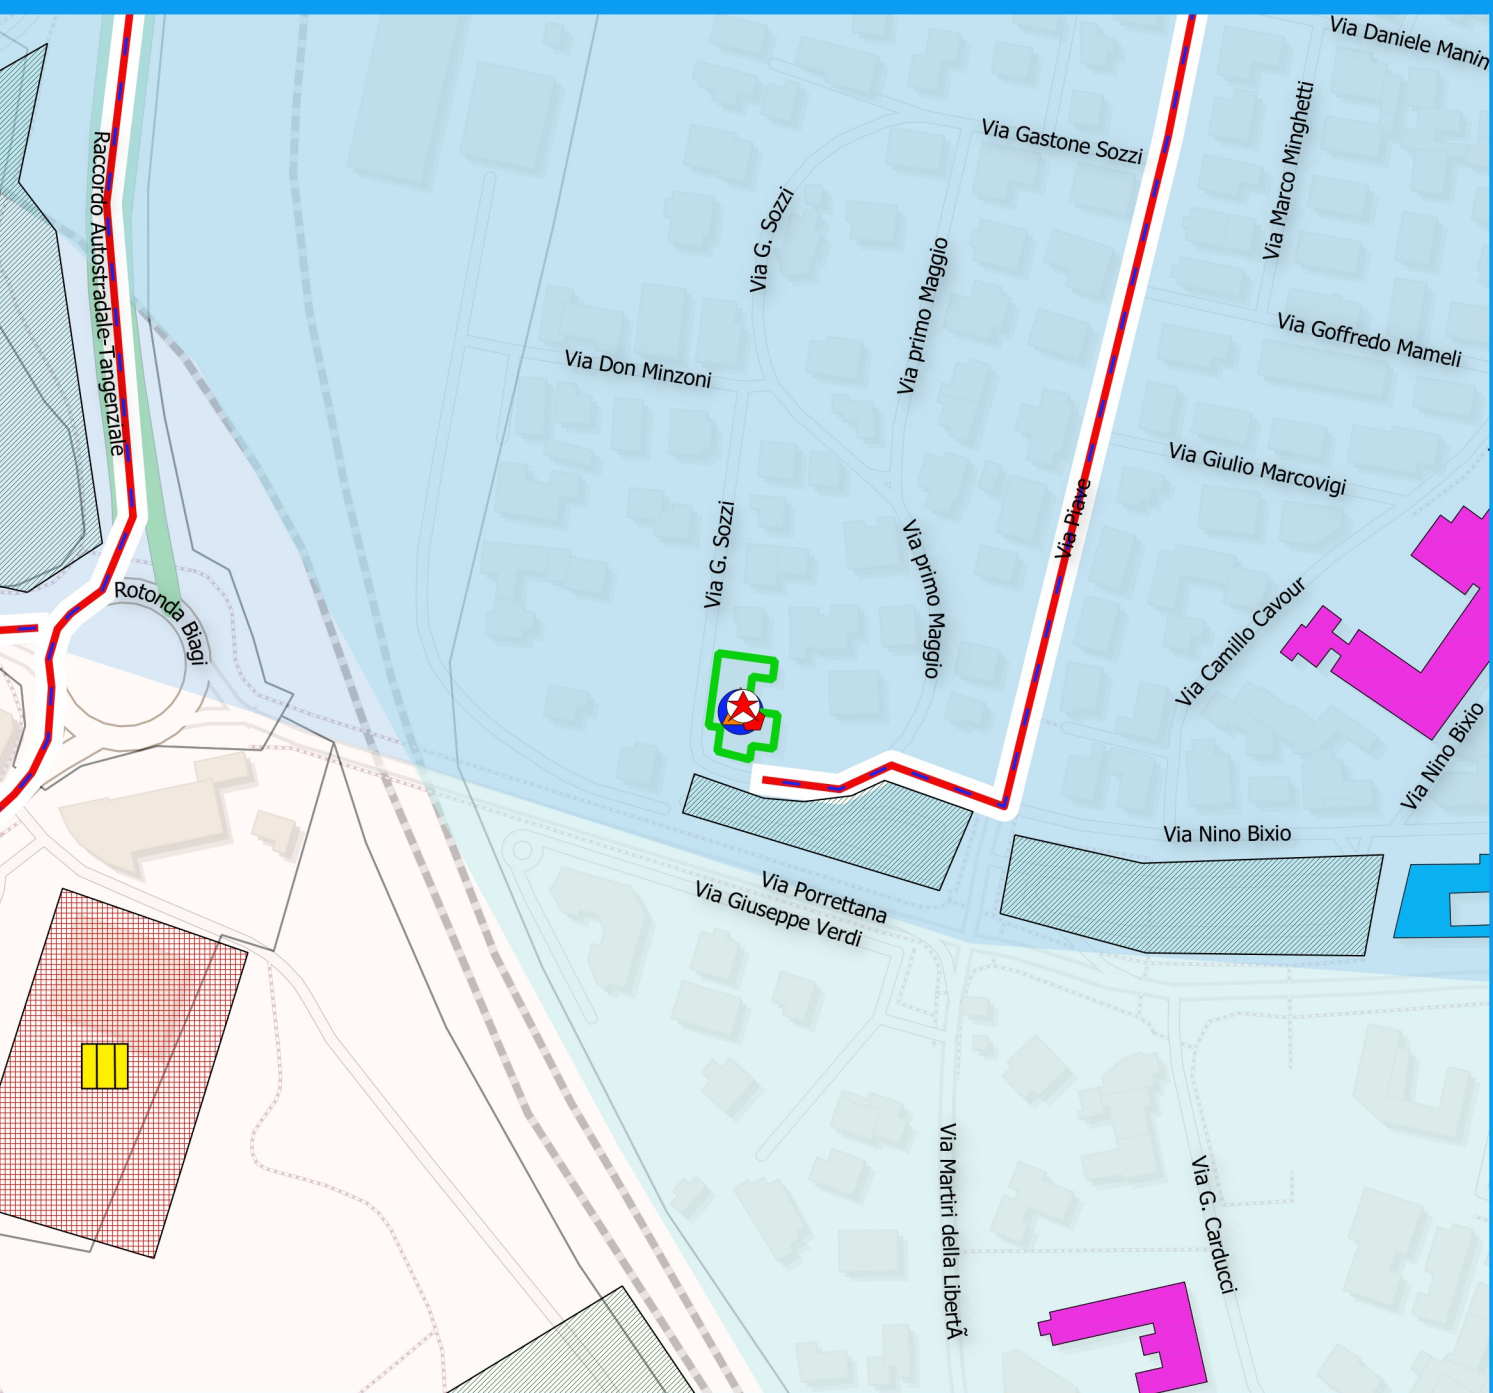 Via Daniele Manin
Via Gastone Sozzi
Via Marco Minghetti
Raccordo Autostradale-Tangenziale
Via G. Sozzi
Via primo Maggio
Via Goffredo Mameli
Via Don Minzoni
Via Giulio Marcovigi
Via Piave
Via G. Sozzi
Via primo Maggio
Rotonda Biagi
Via Camillo Cavour
Via Nino Bixio
Via Nino Bixio
Via Porrettana
Via Giuseppe Verdi
Via Martiri della LibertÃ
Via G. Carducci